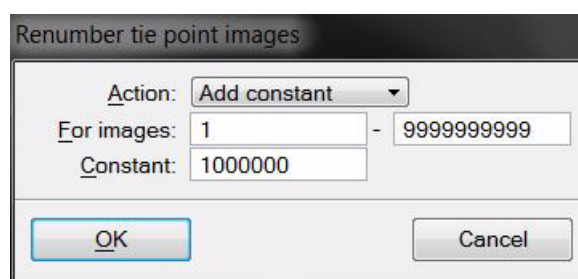 Renumber tie point images
Action: Add constant
For images: 1 - 9999999999
Constant: 1000000
OK Cancel